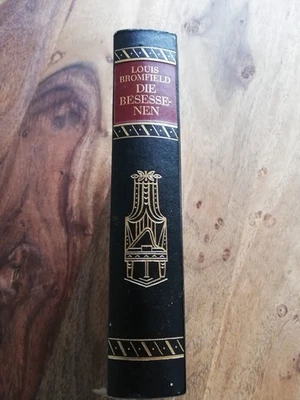 LOUIS
BROMFIELD
DIE
BESESSE-
NEN